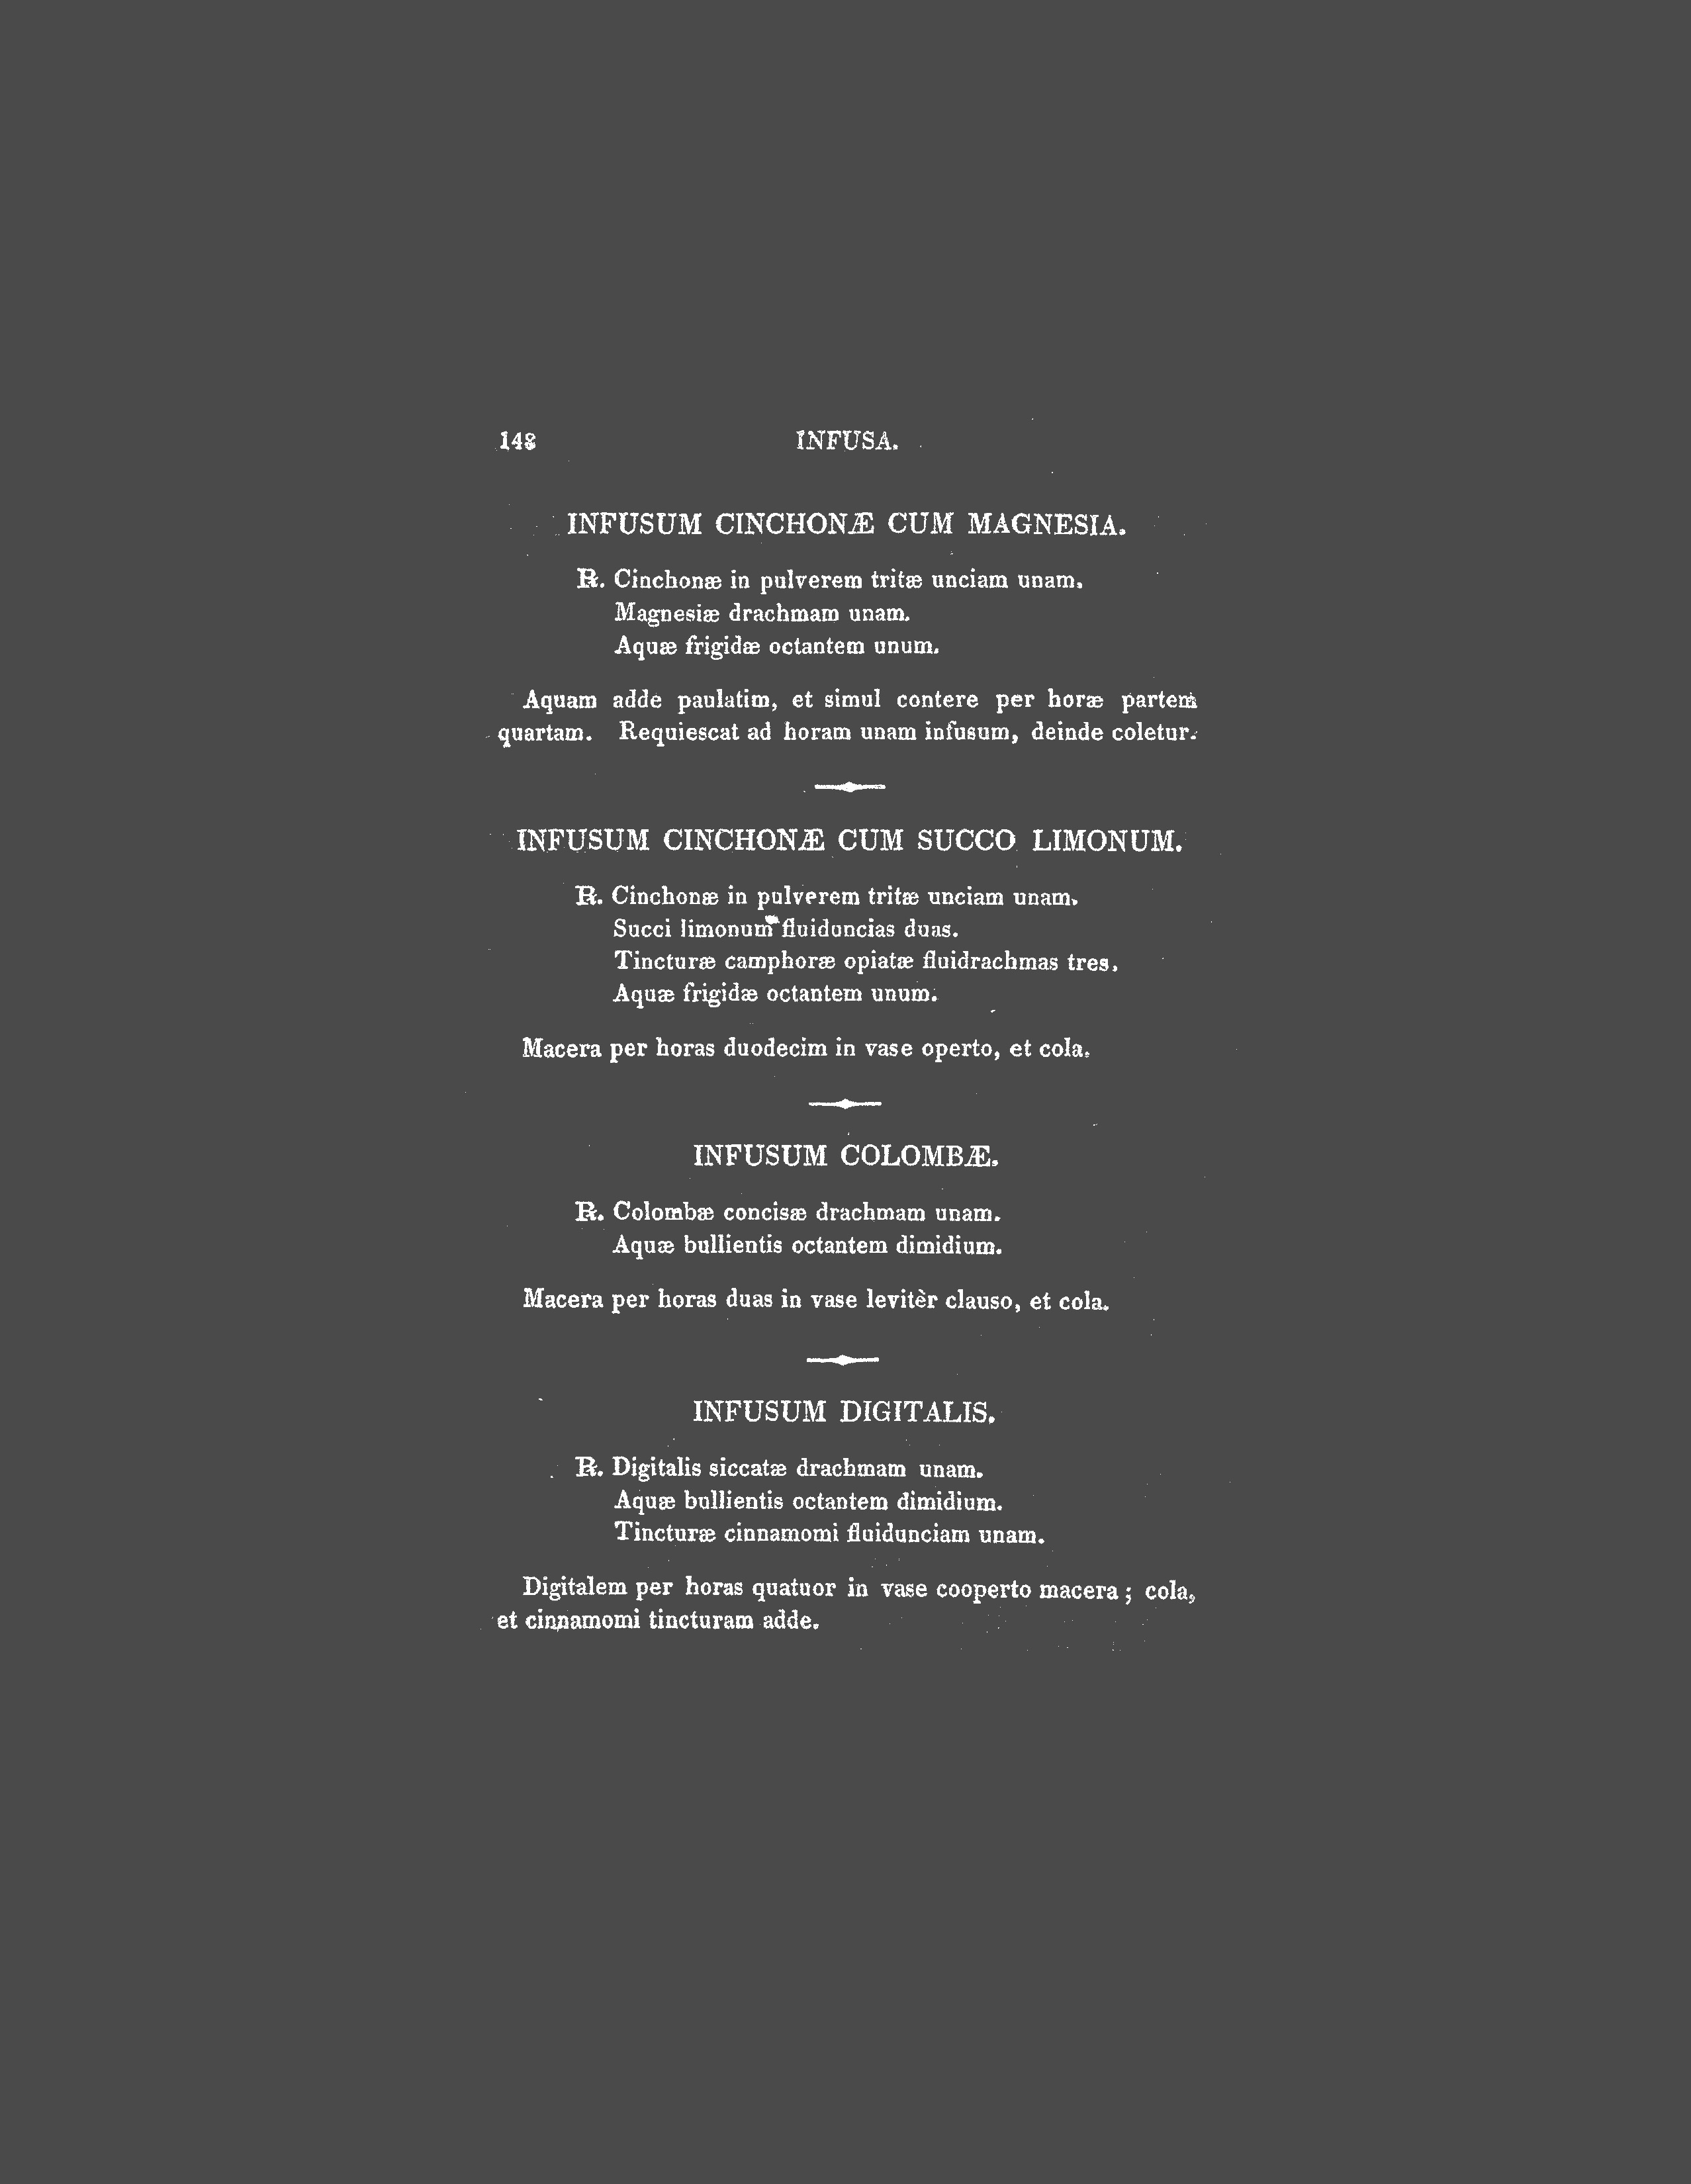 148 INFUSA.
INFUSUM CINCHONÆ CUM MAGNESIA.
℞. Cinchonæ in pulverem tritæ unciam unam.
Magnesiæ drachmam unam.
Aquæ frigidæ octantem unum.
Aquam adde paulatim, et simul contere per horæ partem
quartam. Requiescat ad horam unam infusum, deinde coletur.
INFUSUM CINCHONÆ CUM SUCCO LIMONUM.
℞. Cinchonæ in pulverem tritæ unciam unam.
Succi limonum fluiduncias duas.
Tincturæ camphoræ opiatæ fluidrachmas tres.
Aquæ frigidæ octantem unum.
Macera per horas duodecim in vase operto, et cola.
INFUSUM COLOMBÆ.
℞. Colombæ concisæ drachmam unam.
Aquæ bullientis octantem dimidium.
Macera per horas duas in vase levitèr clauso, et cola.
INFUSUM DIGITALIS.
℞. Digitalis siccatæ drachmam unam.
Aquæ bullientis octantem dimidium.
Tincturæ cinnamomi fluidunciam unam.
Digitalem per horas quatuor in vase cooperto macera; cola,
et cinnamomi tincturam adde.